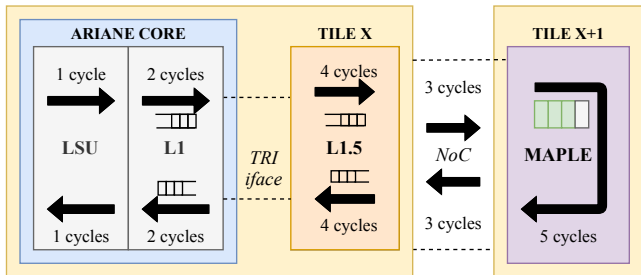 ARIANE CORE
TILE X
TILE X+1
1 cycle
2 cycles
4 cycles
3 cycles
LSU
L1
TRI
iface
L1.5
NoC
MAPLE
1 cycles
2 cycles
4 cycles
3 cycles
5 cycles